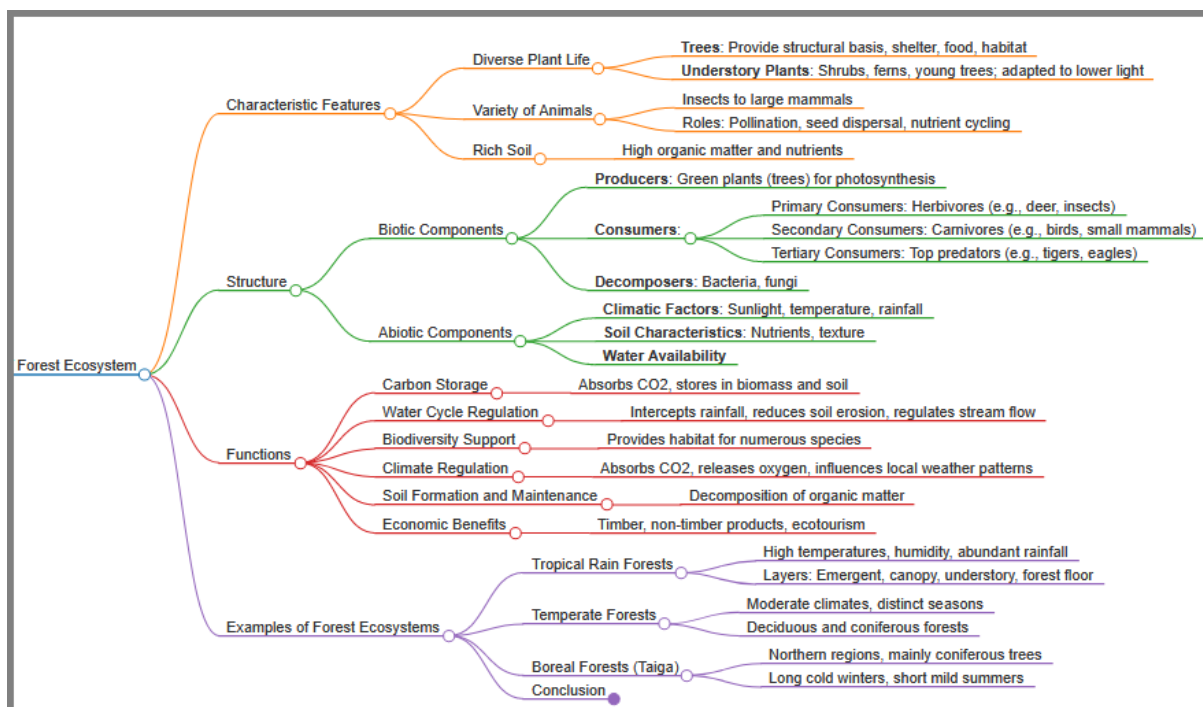 Forest Ecosystem
Characteristic Features
Diverse Plant Life
Trees: Provide structural basis, shelter, food, habitat
Understory Plants: Shrubs, ferns, young trees; adapted to lower light
Variety of Animals
Insects to large mammals
Roles: Pollination, seed dispersal, nutrient cycling
Rich Soil
High organic matter and nutrients
Structure
Biotic Components
Producers: Green plants (trees) for photosynthesis
Consumers:
Primary Consumers: Herbivores (e.g., deer, insects)
Secondary Consumers: Carnivores (e.g., birds, small mammals)
Tertiary Consumers: Top predators (e.g., tigers, eagles)
Decomposers: Bacteria, fungi
Abiotic Components
Climatic Factors: Sunlight, temperature, rainfall
Soil Characteristics: Nutrients, texture
Water Availability
Functions
Carbon Storage
Absorbs CO2, stores in biomass and soil
Water Cycle Regulation
Intercepts rainfall, reduces soil erosion, regulates stream flow
Biodiversity Support
Provides habitat for numerous species
Climate Regulation
Absorbs CO2, releases oxygen, influences local weather patterns
Soil Formation and Maintenance
Decomposition of organic matter
Economic Benefits
Timber, non-timber products, ecotourism
Examples of Forest Ecosystems
Tropical Rain Forests
High temperatures, humidity, abundant rainfall
Layers: Emergent, canopy, understory, forest floor
Temperate Forests
Moderate climates, distinct seasons
Deciduous and coniferous forests
Boreal Forests (Taiga)
Northern regions, mainly coniferous trees
Long cold winters, short mild summers
Conclusion